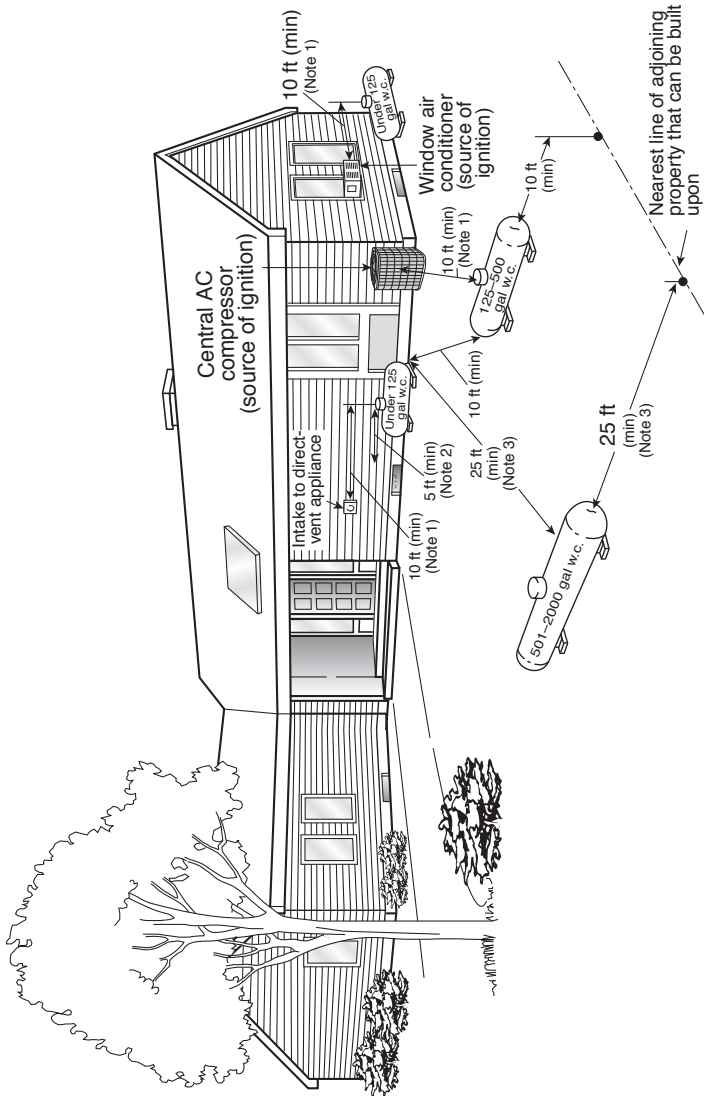 Central AC
compressor
(source of ignition)
10 ft (min)
(Note 1)
Under 125
gal w.c.
Window air
conditioner
(source of
ignition)
Intake to direct-
vent appliance
Under 125
gal w.c.
10 ft (min)
(Note 1)
5 ft (min)
(Note 2)
10 ft (min)
(Note 1)
125–500
gal w.c.
10 ft (min)
25 ft
(min)
(Note 3)
10 ft
(min)
501–2000 gal w.c.
25 ft
(min)
(Note 3)
Nearest line of adjoining
property that can be built
upon